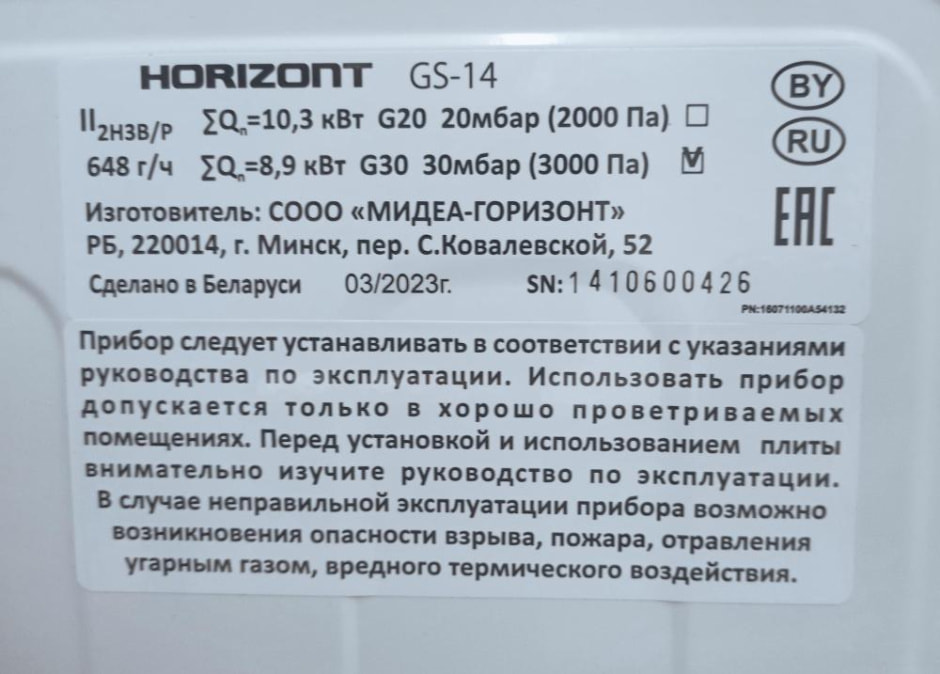 HORIZONT GS-14
BY
II2H3B/P ∑Qn=10,3 кВт G20 20мбар (2000 Па) ☐
RU
648 г/ч ∑Qn=8,9 кВт G30 30мбар (3000 Па) ☑
Изготовитель: СООО «МИДЕА-ГОРИЗОНТ»
EAC
РБ, 220014, г. Минск, пер. С.Ковалевской, 52
Сделано в Беларуси 03/2023г. SN: 1410600426
PN:16071100A54132
Прибор следует устанавливать в соответствии с указаниями
руководства по эксплуатации. Использовать прибор
допускается только в хорошо проветриваемых
помещениях. Перед установкой и использованием плиты
внимательно изучите руководство по эксплуатации.
В случае неправильной эксплуатации прибора возможно
возникновения опасности взрыва, пожара, отравления
угарным газом, вредного термического воздействия.